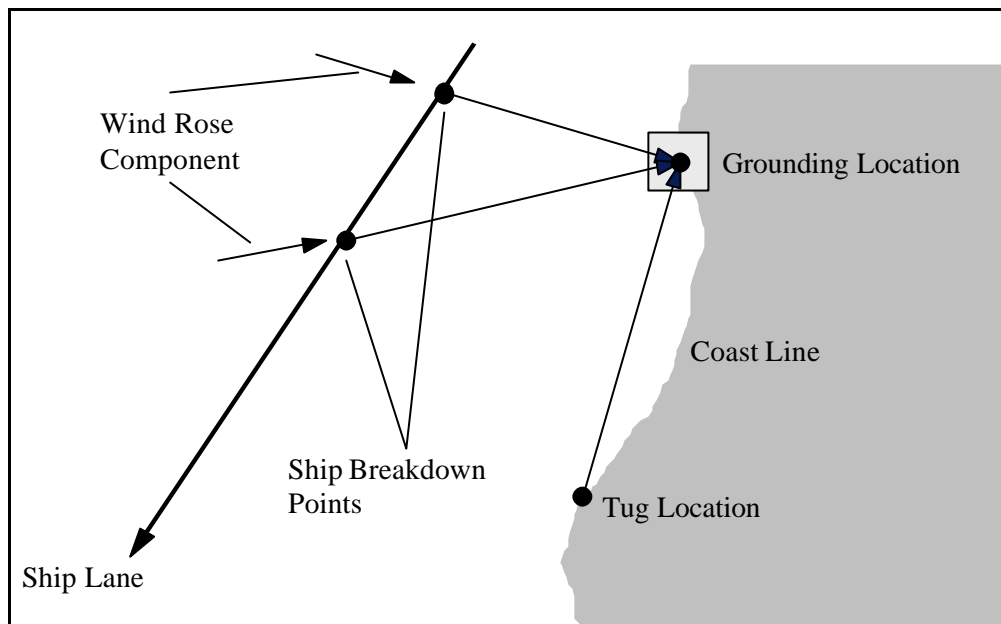 Wind Rose
Component
Grounding Location
Coast Line
Ship Breakdown
Points
Tug Location
Ship Lane